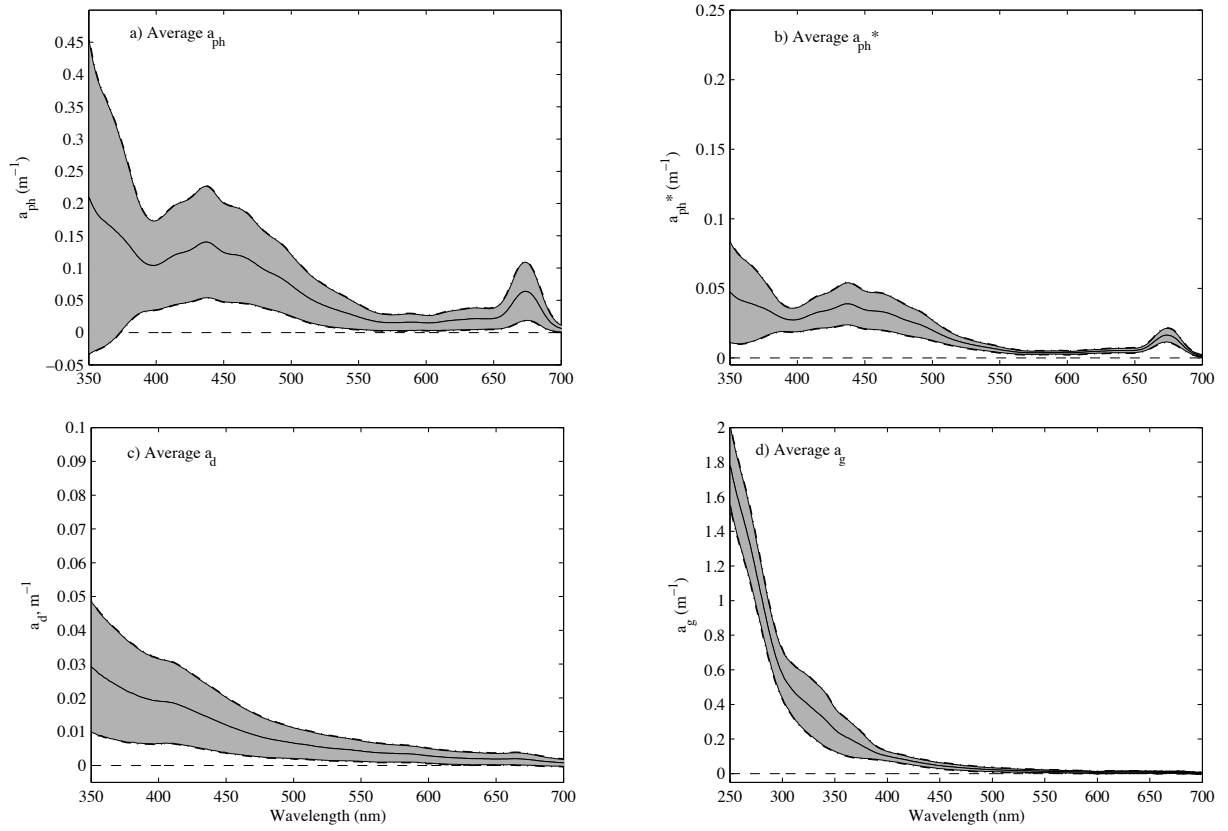 a) Average a_ph
0.45
0.4
0.35
0.3
0.25
0.2
0.15
0.1
0.05
0
−0.05
a_ph (m⁻¹)
350 400 450 500 550 600 650 700
b) Average a_ph*
0.25
0.2
0.15
0.1
0.05
0
a_ph* (m⁻¹)
350 400 450 500 550 600 650 700
c) Average a_d
0.1
0.09
0.08
0.07
0.06
0.05
0.04
0.03
0.02
0.01
0
a_d, m⁻¹
350 400 450 500 550 600 650 700
Wavelength (nm)
d) Average a_g
2
1.8
1.6
1.4
1.2
1
0.8
0.6
0.4
0.2
0
a_g (m⁻¹)
250 300 350 400 450 500 550 600 650 700
Wavelength (nm)